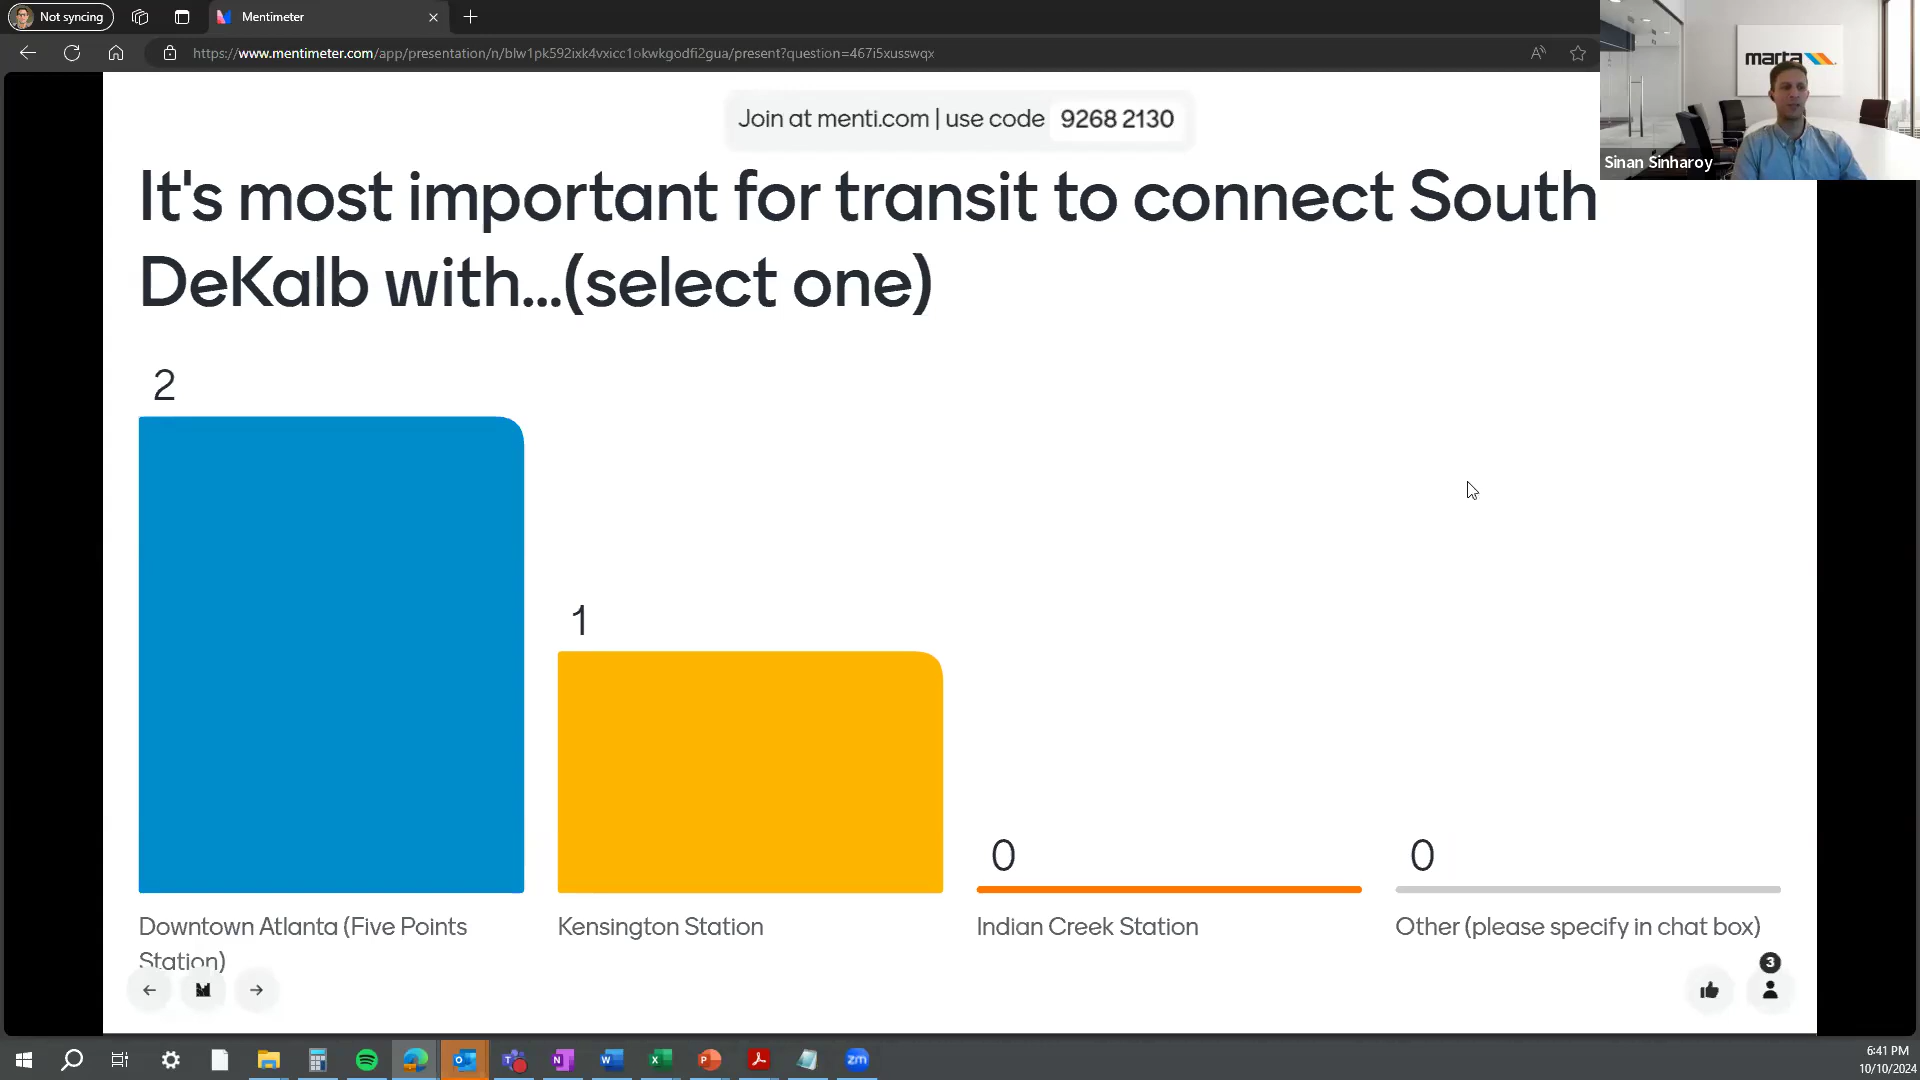 Not syncing
Mentimeter
https://www.mentimeter.com/app/presentation/n/blw1pk592ixk4vxicc1okwkgodfi2gua/present?question=467i5xusswqx
marta
Sinan Sinharoy
Join at menti.com | use code 9268 2130
It's most important for transit to connect South
DeKalb with...(select one)
2
1
0
0
Downtown Atlanta (Five Points
Station)
Kensington Station
Indian Creek Station
Other (please specify in chat box)
3
zm
6:41 PM
10/10/2024